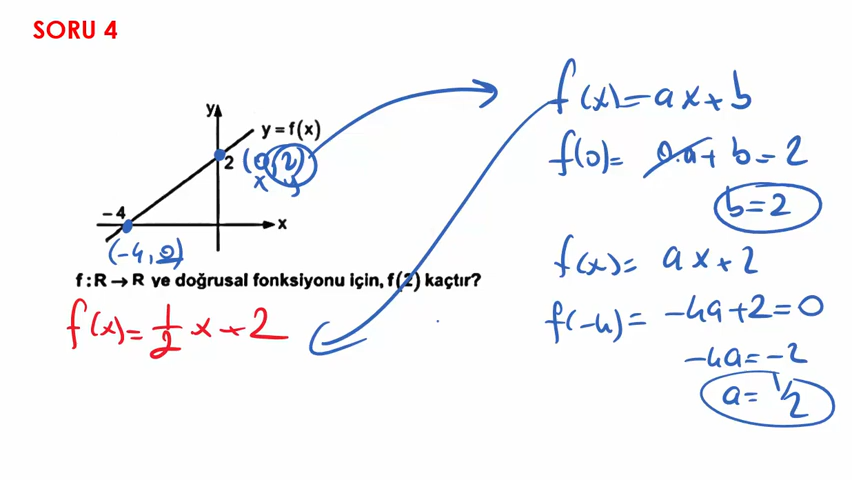 SORU 4
y
y = f(x)
2
(0, 2)
x y
-4
x
(-4, 0)
f : R → R ve doğrusal fonksiyonu için, f(2) kaçtır?
f(x) = 1/2 x + 2
f(x) = ax + b
f(0) = 0.a + b = 2
b = 2
f(x) = ax + 2
f(-4) = -4a + 2 = 0
-4a = -2
a = 1/2